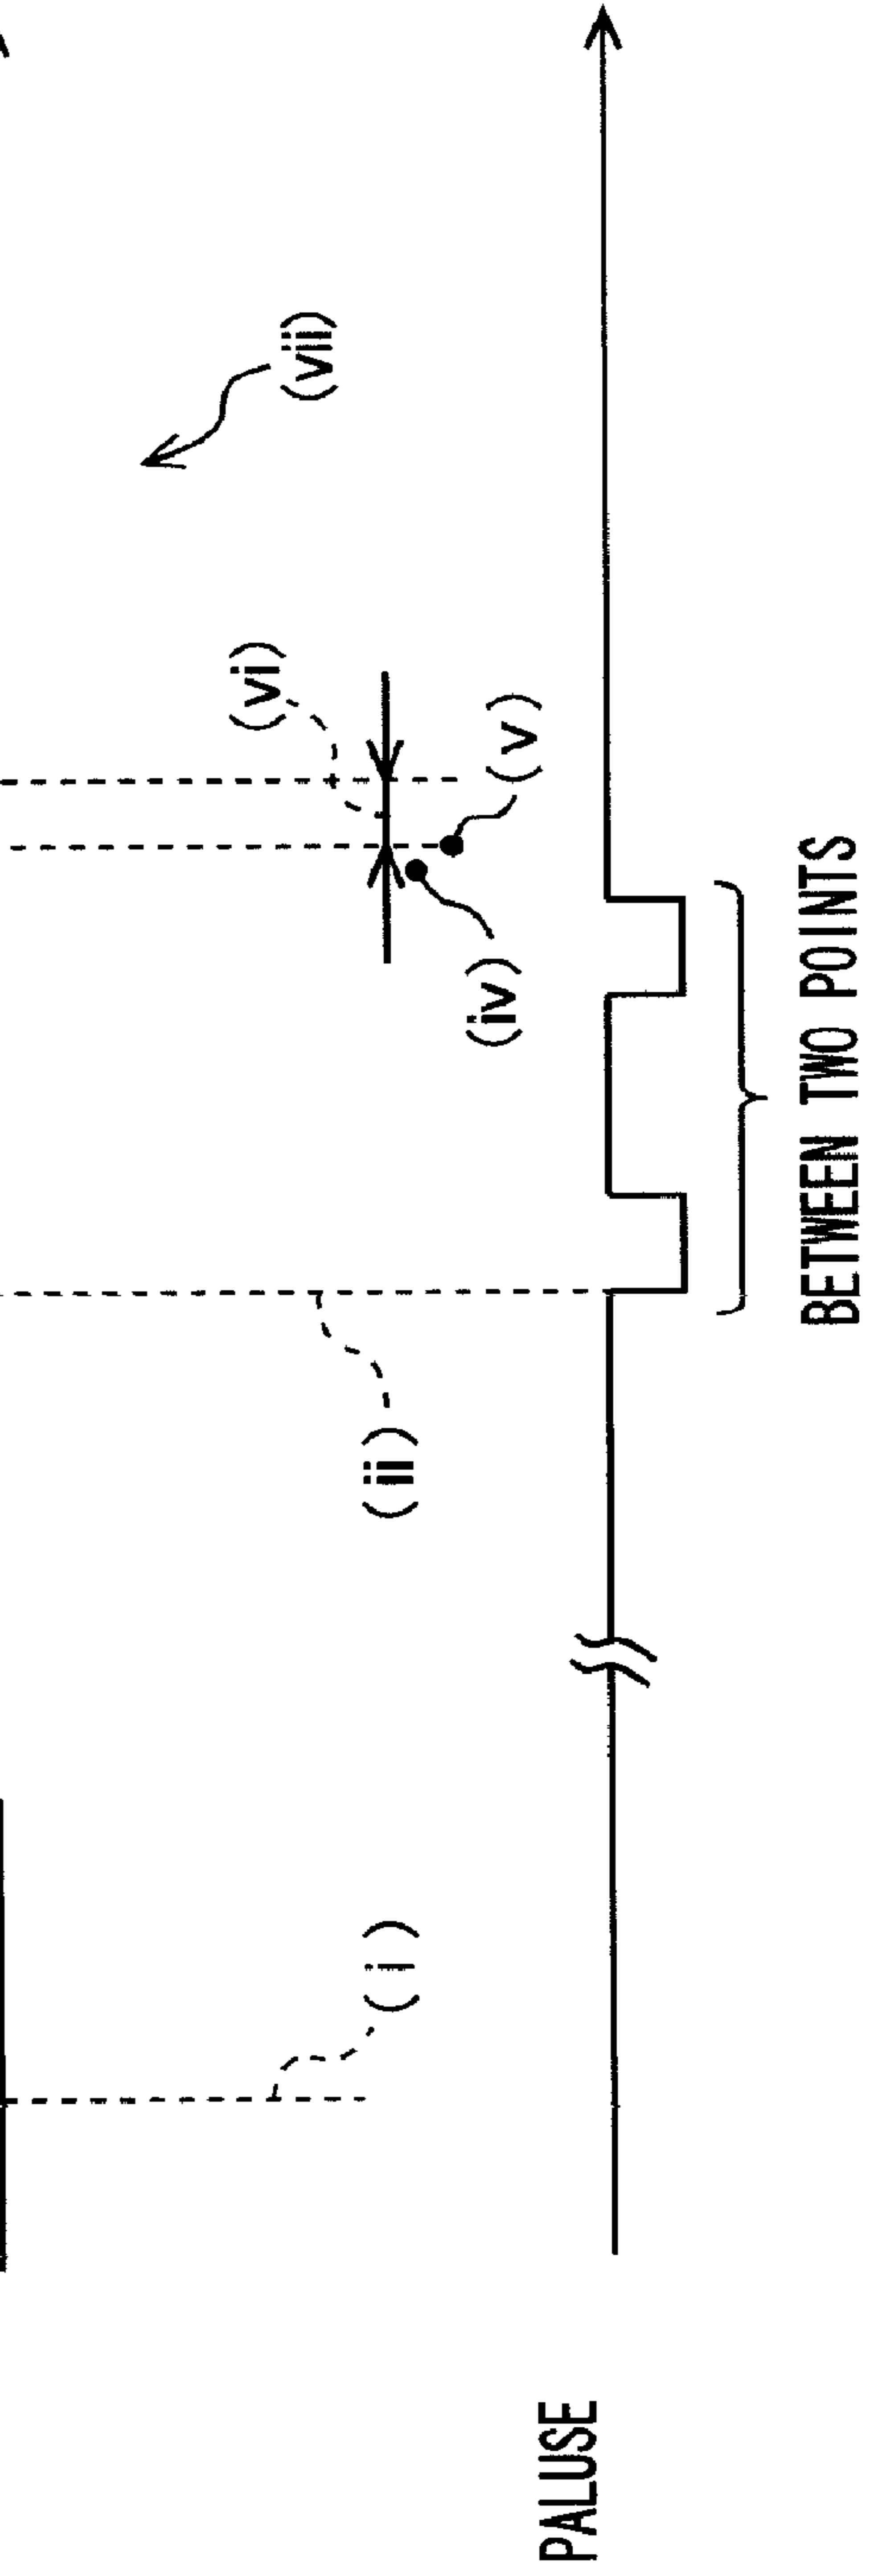 (vii)
(vi)
(v)
(iv)
(ii)
(i)
PALUSE
BETWEEN TWO POINTS